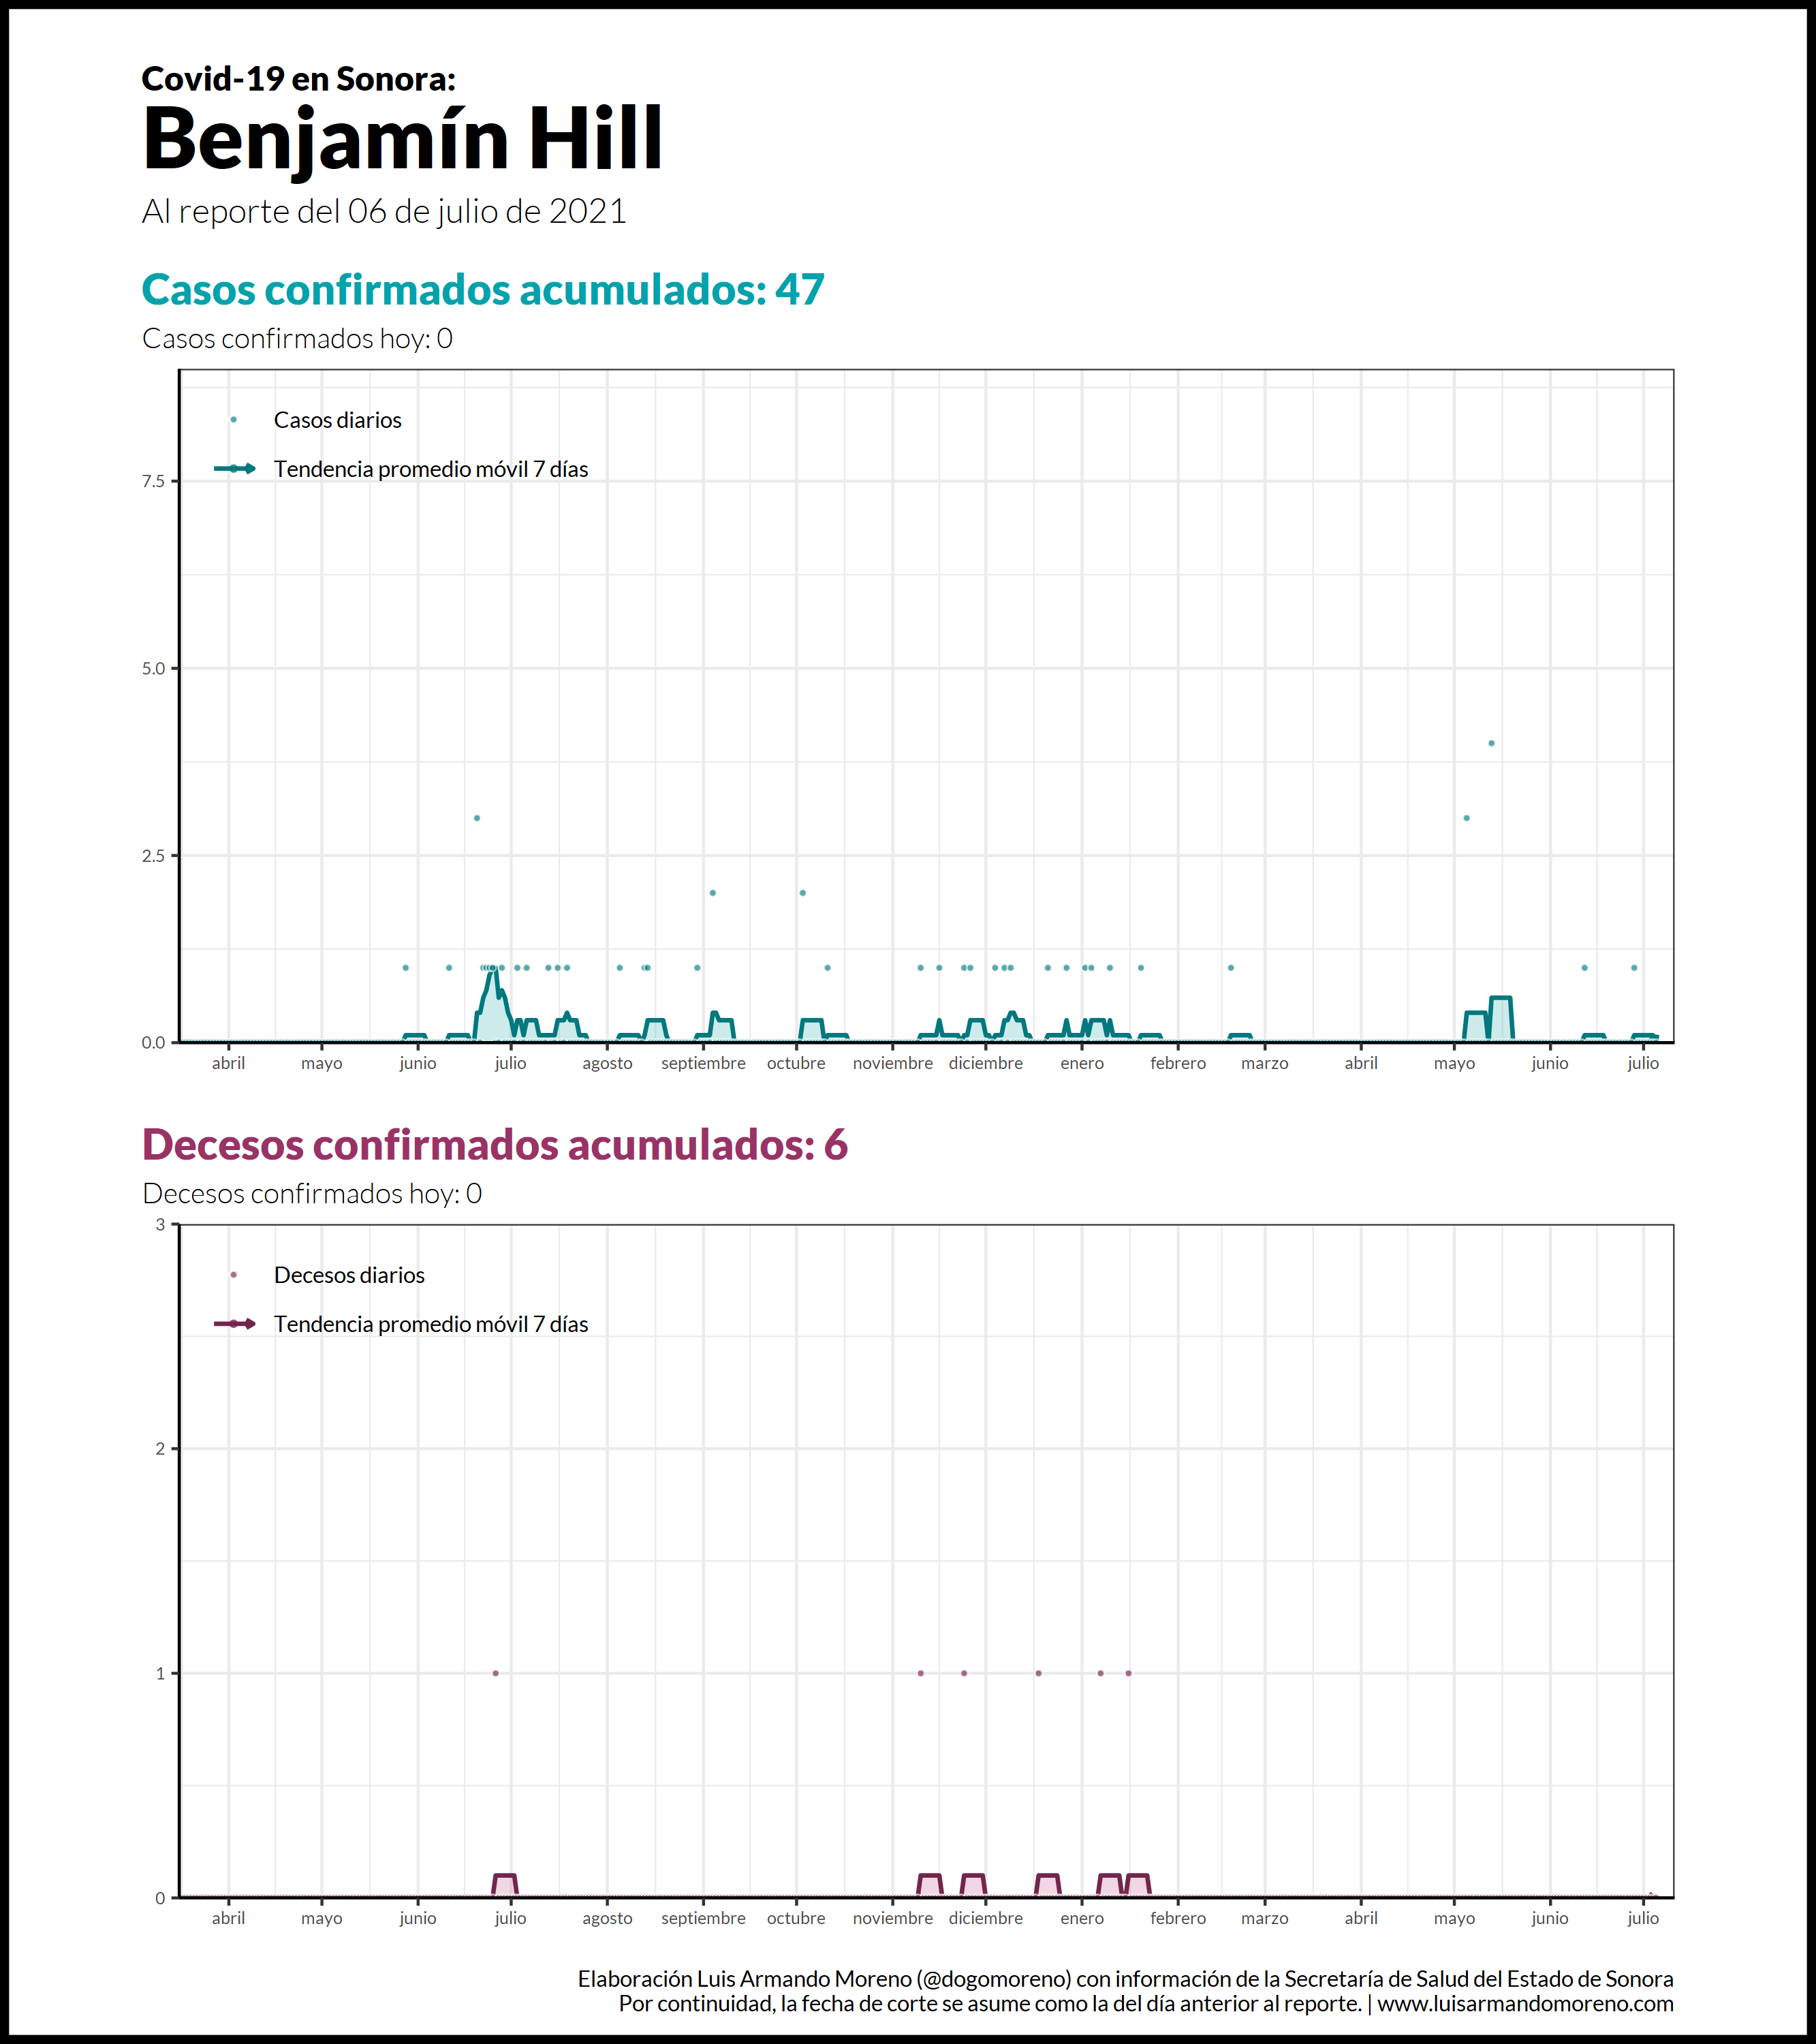 Covid-19 en Sonora:
Benjamín Hill
Al reporte del 06 de julio de 2021
Casos confirmados acumulados: 47
Casos confirmados hoy: 0
Casos diarios
Tendencia promedio móvil 7 días
7.5
5.0
2.5
0.0
abril mayo junio julio agosto septiembre octubre noviembre diciembre enero febrero marzo abril mayo junio julio
Decesos confirmados acumulados: 6
Decesos confirmados hoy: 0
3
Decesos diarios
Tendencia promedio móvil 7 días
2
1
0
abril mayo junio julio agosto septiembre octubre noviembre diciembre enero febrero marzo abril mayo junio julio
Elaboración Luis Armando Moreno (@dogomoreno) con información de la Secretaría de Salud del Estado de Sonora
Por continuidad, la fecha de corte se asume como la del día anterior al reporte. | www.luisarmandomoreno.com